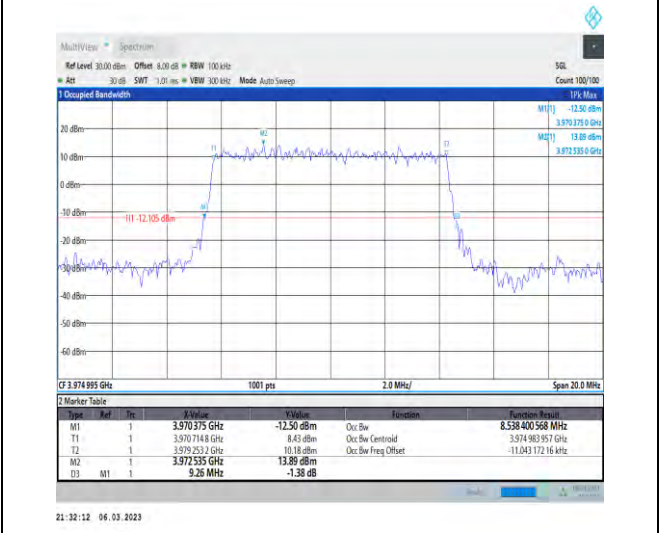 MultiView Spectrum
Ref Level 30.00 dBm Offset 8.00 dB RBW 100 kHz SGL
Att 30 dB SWT 1.01 ms VBW 300 kHz Mode Auto Sweep Count 100/100
1 Occupied Bandwidth 1Pk Max
M1[1] -12.50 dBm
3.970 375 0 GHz
M2[1] 13.89 dBm
3.972 535 0 GHz
20 dBm
M2
T1
10 dBm
0 dBm
-10 dBm
H1 -12.105 dBm
-20 dBm
-30 dBm
-40 dBm
-50 dBm
-60 dBm
CF 3.974 995 GHz 1001 pts 2.0 MHz/ Span 20.0 MHz
2 Marker Table
Type Ref Trc X-Value Y-Value Function Function Result
M1 1 3.970 375 GHz -12.50 dBm Occ Bw 8.538 400 568 MHz
T1 1 3.970 714 8 GHz 8.43 dBm Occ Bw Centroid 3.974 983 957 GHz
T2 1 3.979 253 2 GHz 10.18 dBm Occ Bw Freq Offset -11.043 172 16 kHz
M2 1 3.972 535 GHz 13.89 dBm
D3 M1 1 9.26 MHz -1.38 dB
21:32:12 06.03.2023